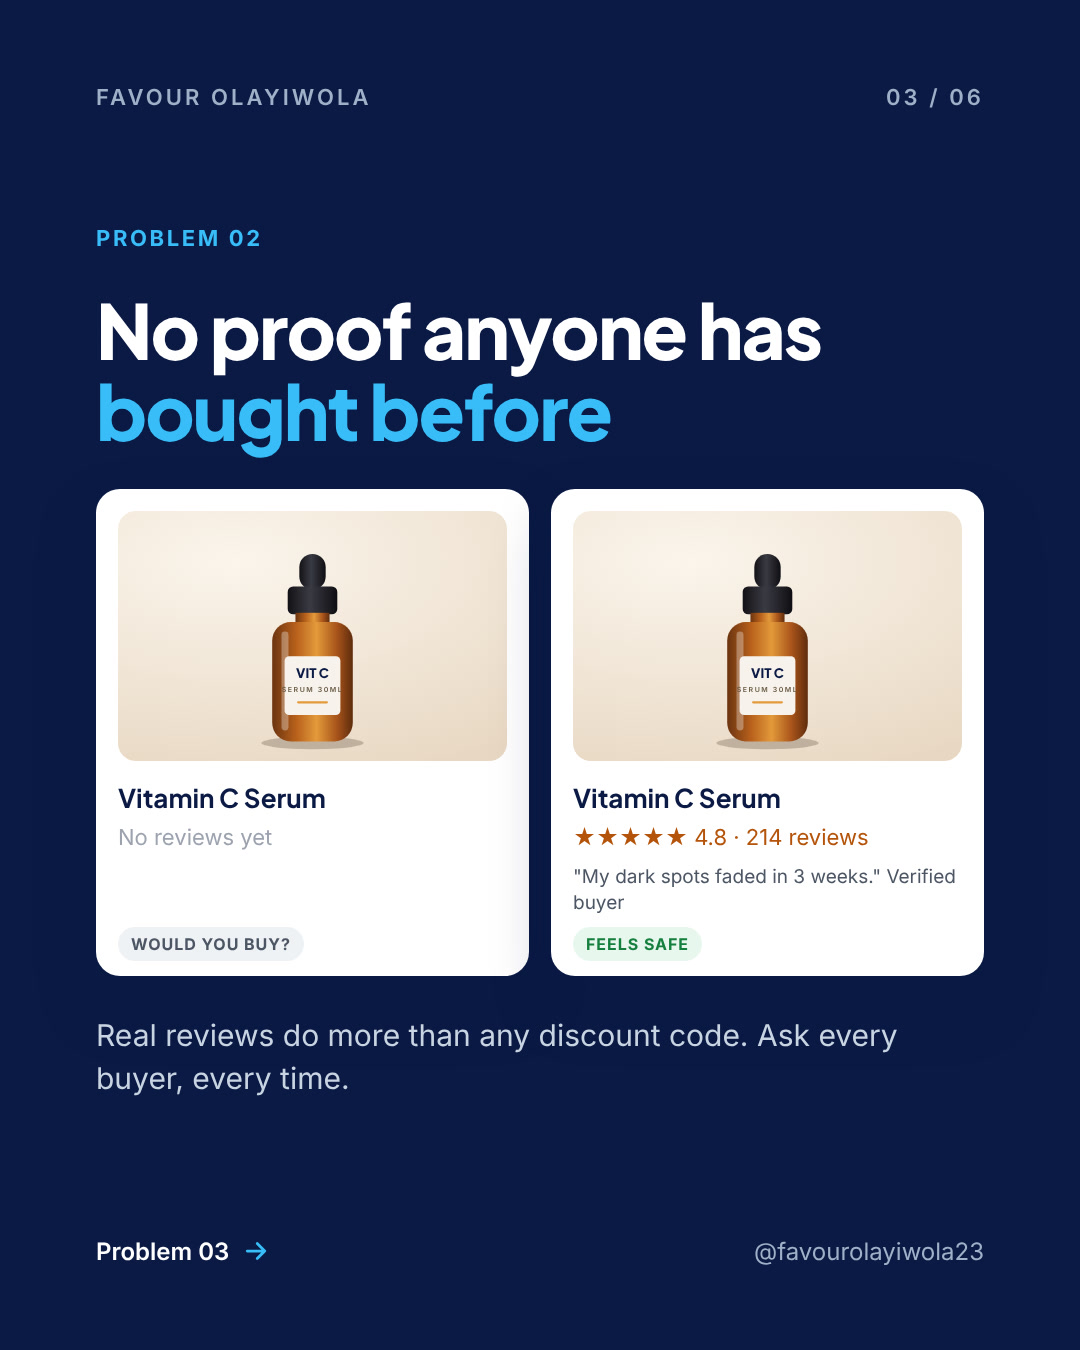 FAVOUR OLAYIWOLA
03 / 06
PROBLEM 02
No proof anyone has
bought before
VIT C
SERUM 30ML
Vitamin C Serum
No reviews yet
WOULD YOU BUY?
VIT C
SERUM 30ML
Vitamin C Serum
★★★★★ 4.8 · 214 reviews
"My dark spots faded in 3 weeks." Verified
buyer
FEELS SAFE
Real reviews do more than any discount code. Ask every
buyer, every time.
Problem 03 →
@favourolayiwola23